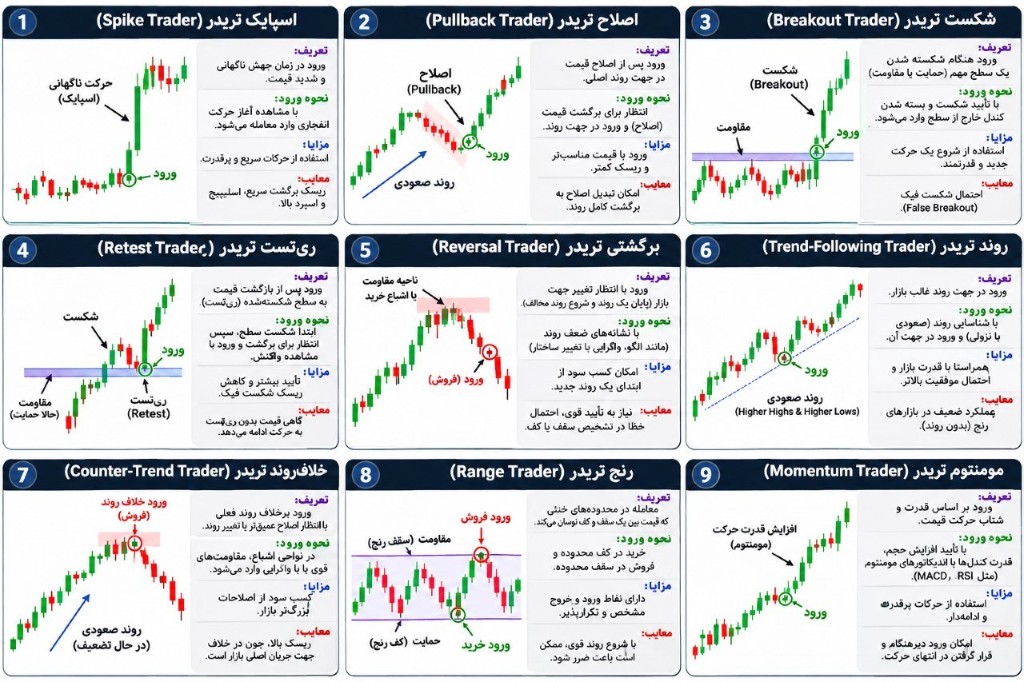 1
اسپایک تریدر (Spike Trader)
حرکت ناگهانی
(اسپایک)
ورود
تعریف:
ورود در زمان جهش ناگهانی
و شدید قیمت.
نحوه ورود:
با مشاهده آغاز حرکت
انفجاری وارد معامله می‌شود.
مزایا:
استفاده از حرکات سریع و پرقدرت.
معایب:
ریسک برگشت سریع، اسلیپیج
و اسپرد بالا.
2
اصلاح تریدر (Pullback Trader)
اصلاح
(Pullback)
ورود
روند صعودی
تعریف:
ورود پس از اصلاح قیمت
در جهت روند اصلی.
نحوه ورود:
انتظار برای برگشت قیمت
(اصلاح) و ورود در جهت روند.
مزایا:
ورود با قیمت مناسب‌تر
و ریسک کمتر.
معایب:
امکان تبدیل اصلاح به
برگشت کامل روند.
3
شکست تریدر (Breakout Trader)
شکست
(Breakout)
مقاومت
ورود
تعریف:
ورود هنگام شکسته شدن
یک سطح مهم (حمایت یا مقاومت)
نحوه ورود:
با تأیید شکست و بسته شدن
کندل خارج از سطح وارد می‌شود.
مزایا:
استفاده از شروع یک حرکت
جدید و قدرتمند.
معایب:
احتمال شکست فیک
(False Breakout).
4
ری‌تست تریدر (Retest Trader)
شکست
ورود
مقاومت
(حالا حمایت)
ری‌تست
(Retest)
تعریف:
ورود پس از بازگشت قیمت
به سطح شکسته‌شده (ری‌تست).
نحوه ورود:
ابتدا شکست سطح، سپس
انتظار برای برگشت و ورود با
مشاهده واکنش.
مزایا:
تأیید بیشتر و کاهش
ریسک شکست فیک.
معایب:
گاهی قیمت بدون ری‌تست
به حرکت ادامه می‌دهد.
5
برگشتی تریدر (Reversal Trader)
ناحیه مقاومت
یا اشباع خرید
ورود (فروش)
تعریف:
ورود با انتظار تغییر جهت
بازار (پایان یک روند و شروع روند مخالف).
نحوه ورود:
با نشانه‌های ضعف روند
(مانند الگو، واگرایی یا تغییر ساختار)
مزایا:
امکان کسب سود از
ابتدای یک روند جدید.
معایب:
نیاز به تأیید قوی، احتمال
خطا در تشخیص سقف یا کف.
6
روند تریدر (Trend-Following Trader)
ورود
روند صعودی
(Higher Highs & Higher Lows)
تعریف:
ورود در جهت روند غالب بازار.
نحوه ورود:
با شناسایی روند (صعودی
یا نزولی) و ورود در جهت آن.
مزایا:
همراستا با قدرت بازار و
احتمال موفقیت بالاتر.
معایب:
عملکرد ضعیف در بازارهای
رنج (بدون روند).
7
خلاف‌روند تریدر (Counter-Trend Trader)
ورود خلاف روند
(فروش)
روند صعودی
(در حال تضعیف)
تعریف:
ورود برخلاف روند فعلی
با انتظار اصلاح عمیق‌تر یا تغییر روند.
نحوه ورود:
در نواحی اشباع، مقاومت‌های
قوی یا با واگرایی وارد می‌شود.
مزایا:
کسب سود از اصلاحات
بزرگ‌تر بازار.
معایب:
ریسک بالا، چون در خلاف
جهت جریان اصلی بازار است.
8
رنج تریدر (Range Trader)
ورود فروش
مقاومت (سقف رنج)
حمایت (کف رنج)
ورود خرید
تعریف:
معامله در محدوده‌های خنثی
که قیمت بین یک سقف و کف نوسان می‌کند.
نحوه ورود:
خرید در کف محدوده و
فروش در سقف محدوده.
مزایا:
دارای نقاط ورود و خروج
مشخص و تکرارپذیر.
معایب:
با شروع روند قوی، ممکن
است باعث ضرر شود.
9
مومنتوم تریدر (Momentum Trader)
افزایش قدرت حرکت
(مومنتوم)
ورود
تعریف:
ورود بر اساس قدرت و
شتاب حرکت قیمت.
نحوه ورود:
با تأیید افزایش حجم،
قدرت کندل‌ها یا اندیکاتورهای مومنتوم
(مثل RSI، MACD).
مزایا:
استفاده از حرکات پرقدرت
و ادامه‌دار.
معایب:
امکان ورود دیرهنگام و
قرار گرفتن در انتهای حرکت.